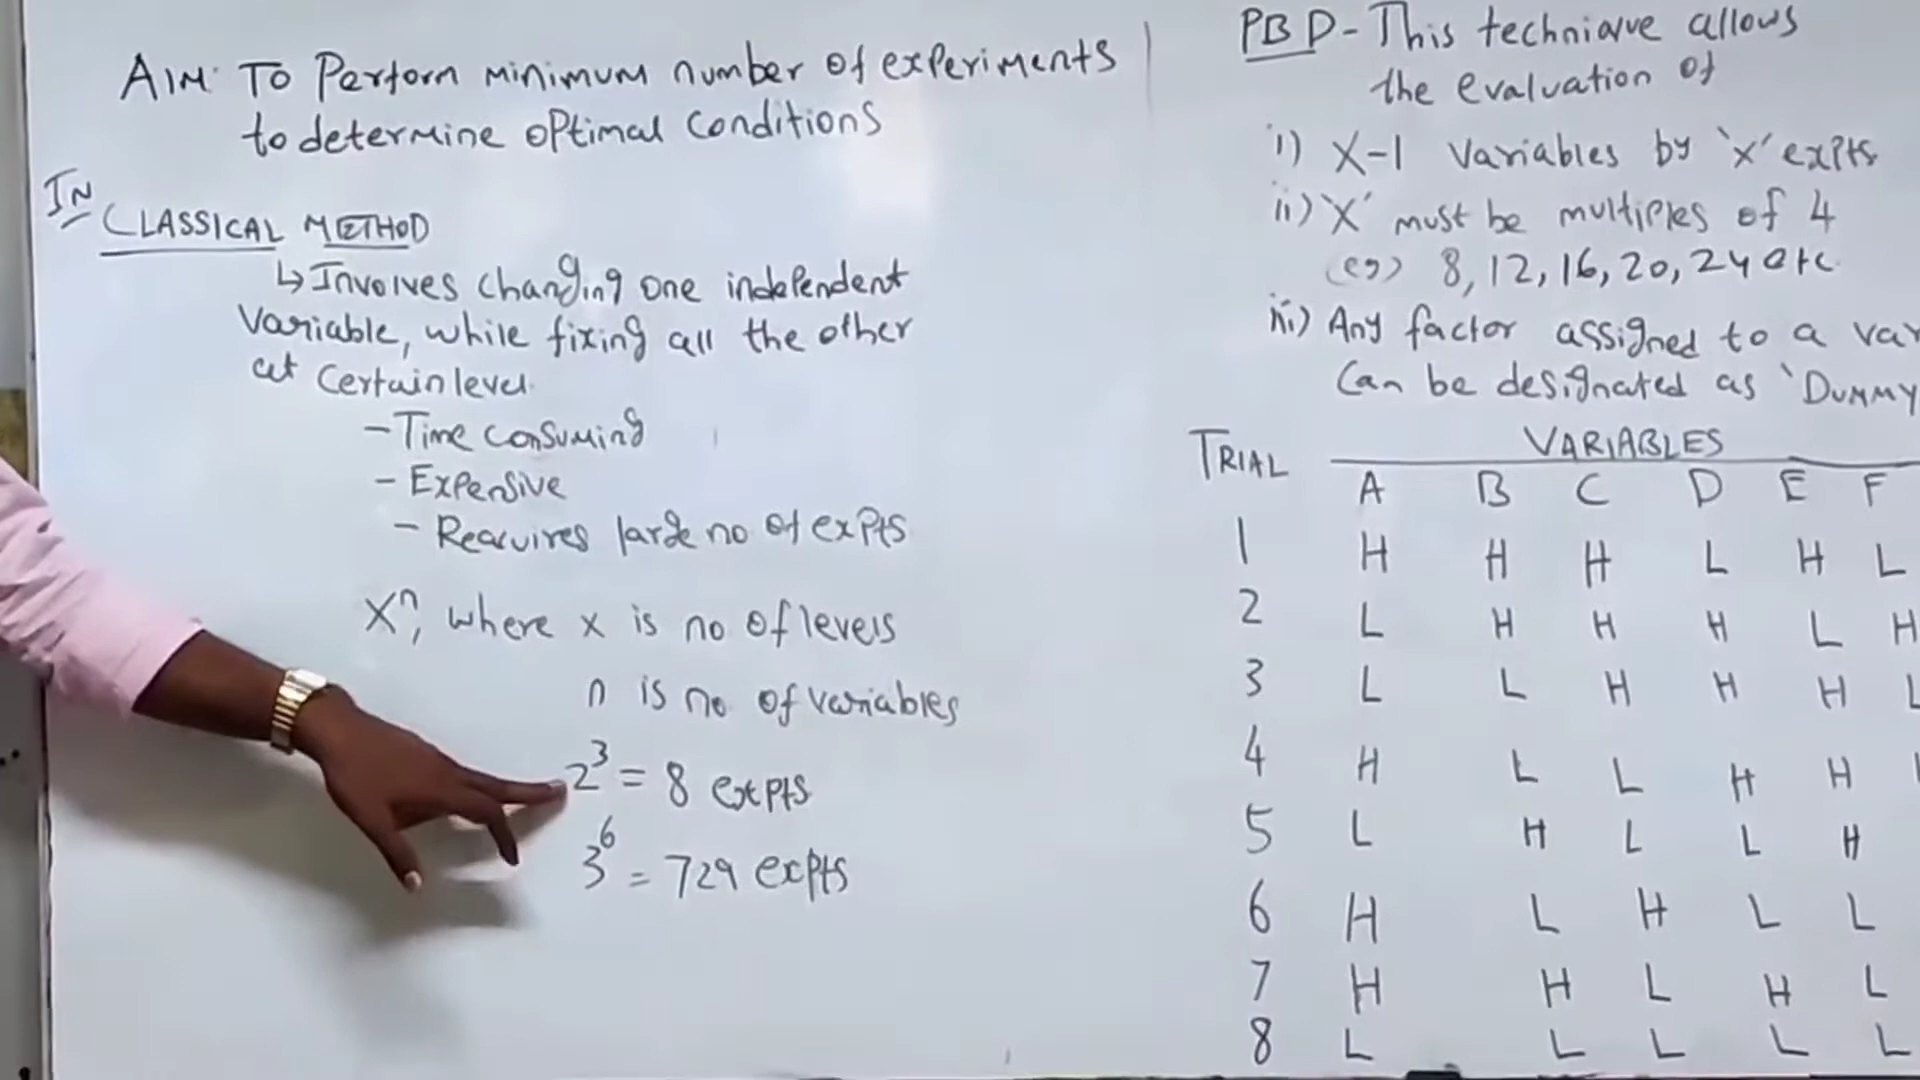 AIM: TO Perform minimum number of experiments
to determine optimal conditions
IN
CLASSICAL METHOD
↳ Involves changing one independent
Variable, while fixing all the other
at certain level.
- Time consuming
- Expensive
- Requires large no of expts
Xⁿ, where x is no of levels
n is no of variables
2³ = 8 expts
3⁶ = 729 expts
PBD - This technique allows
the evaluation of
i) X-1 Variables by 'x' expts
ii) 'X' must be multiples of 4
(eg) 8, 12, 16, 20, 24 etc
iii) Any factor assigned to a var
Can be designated as 'DUMMY
TRIAL VARIABLES
A B C D E F
1 H H H L H L
2 L H H H L H
3 L L H H H L
4 H L L H H
5 L H L L H
6 H L H L L
7 H H L H L
8 L L L L L